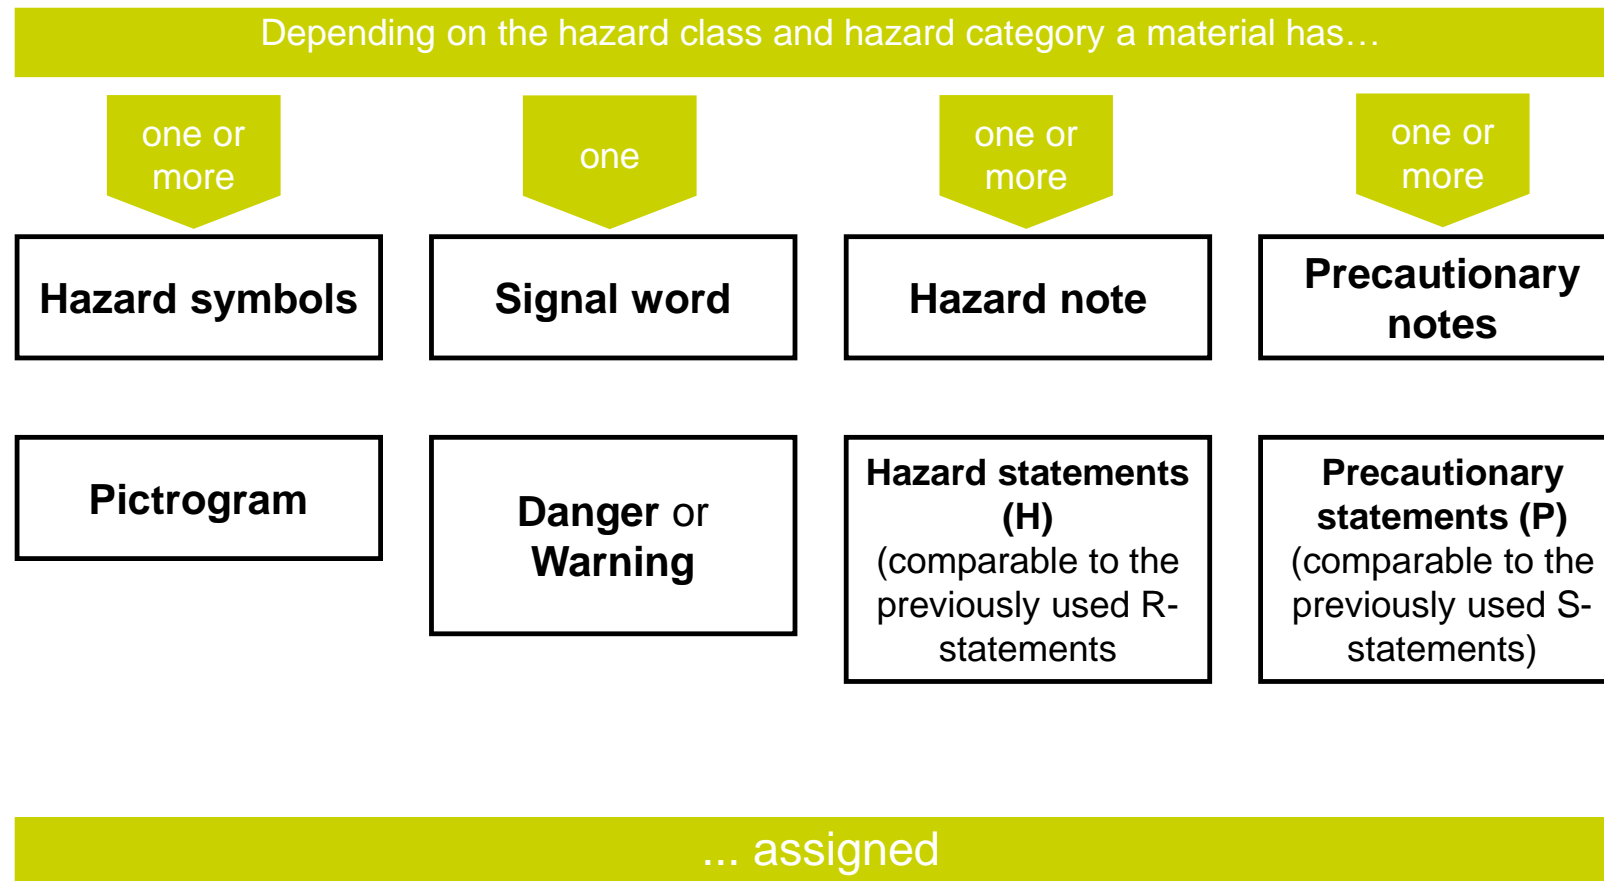 Depending on the hazard class and hazard category a material has…
one or
more
one
one or
more
one or
more
Hazard symbols
Signal word
Hazard note
Precautionary
notes
Pictrogram
Danger or
Warning
Hazard statements
(H)
(comparable to the
previously used R-
statements
Precautionary
statements (P)
(comparable to the
previously used S-
statements)
... assigned